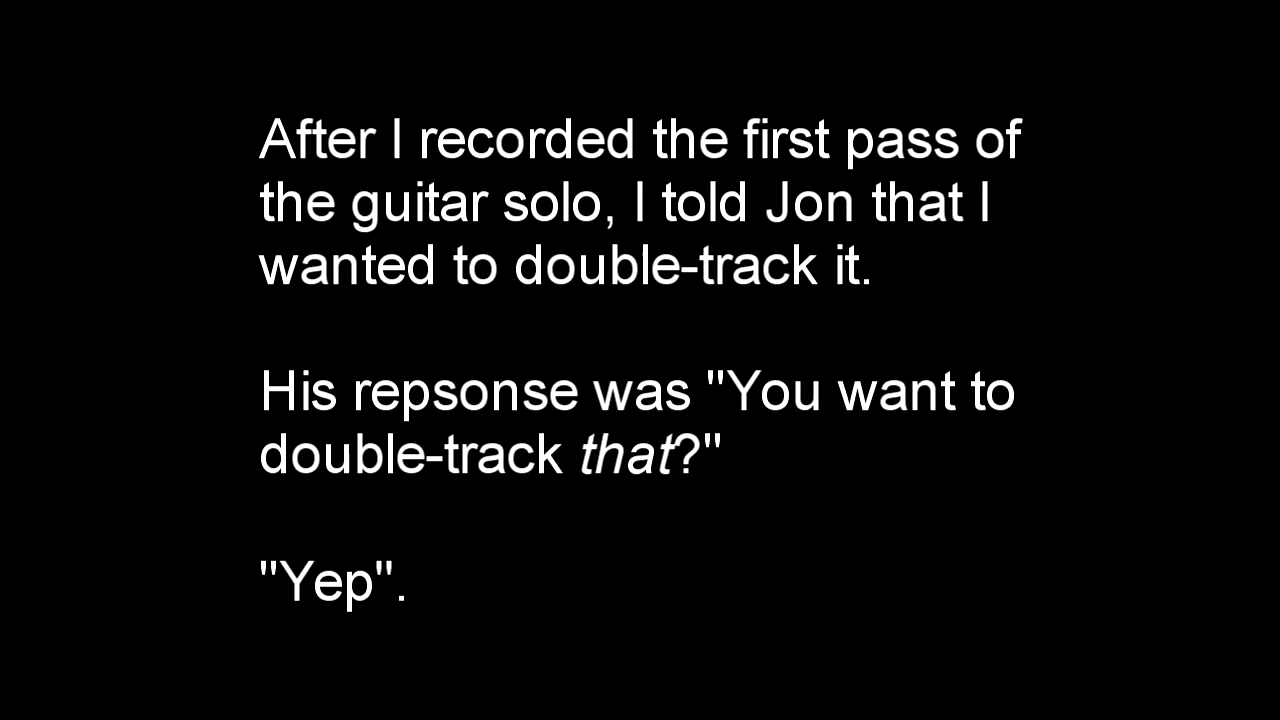 After I recorded the first pass of
the guitar solo, I told Jon that I
wanted to double-track it.
His repsonse was "You want to
double-track that?"
"Yep".